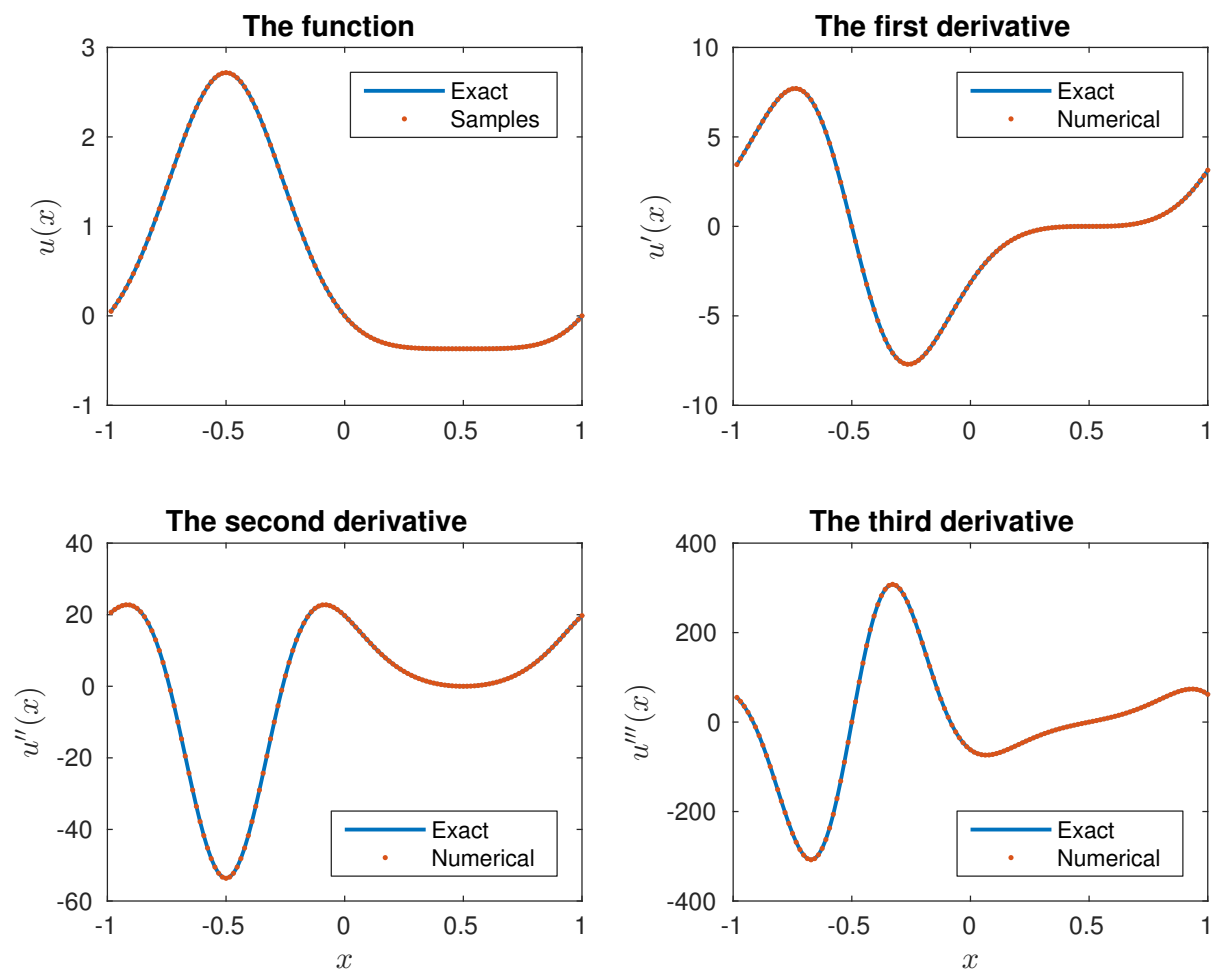 The function
3
2
1
0
-1
-1
-0.5
0
0.5
1
u(x)
Exact
Samples
The first derivative
10
5
0
-5
-10
-1
-0.5
0
0.5
1
u′(x)
Exact
Numerical
The second derivative
40
20
0
-20
-40
-60
-1
-0.5
0
0.5
1
u′′(x)
x
Exact
Numerical
The third derivative
400
200
0
-200
-400
-1
-0.5
0
0.5
1
u′′′(x)
x
Exact
Numerical